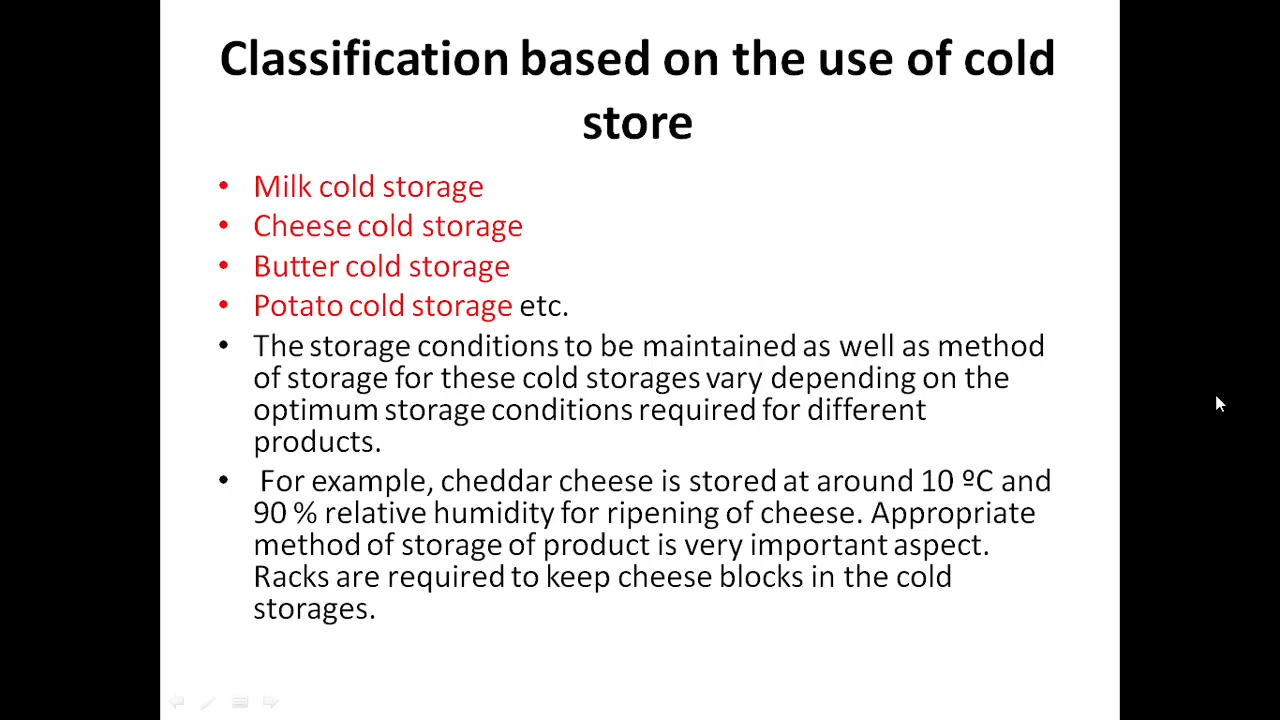 Classification based on the use of cold
store
• Milk cold storage
• Cheese cold storage
• Butter cold storage
• Potato cold storage etc.
• The storage conditions to be maintained as well as method
of storage for these cold storages vary depending on the
optimum storage conditions required for different
products.
• For example, cheddar cheese is stored at around 10 ºC and
90 % relative humidity for ripening of cheese. Appropriate
method of storage of product is very important aspect.
Racks are required to keep cheese blocks in the cold
storages.